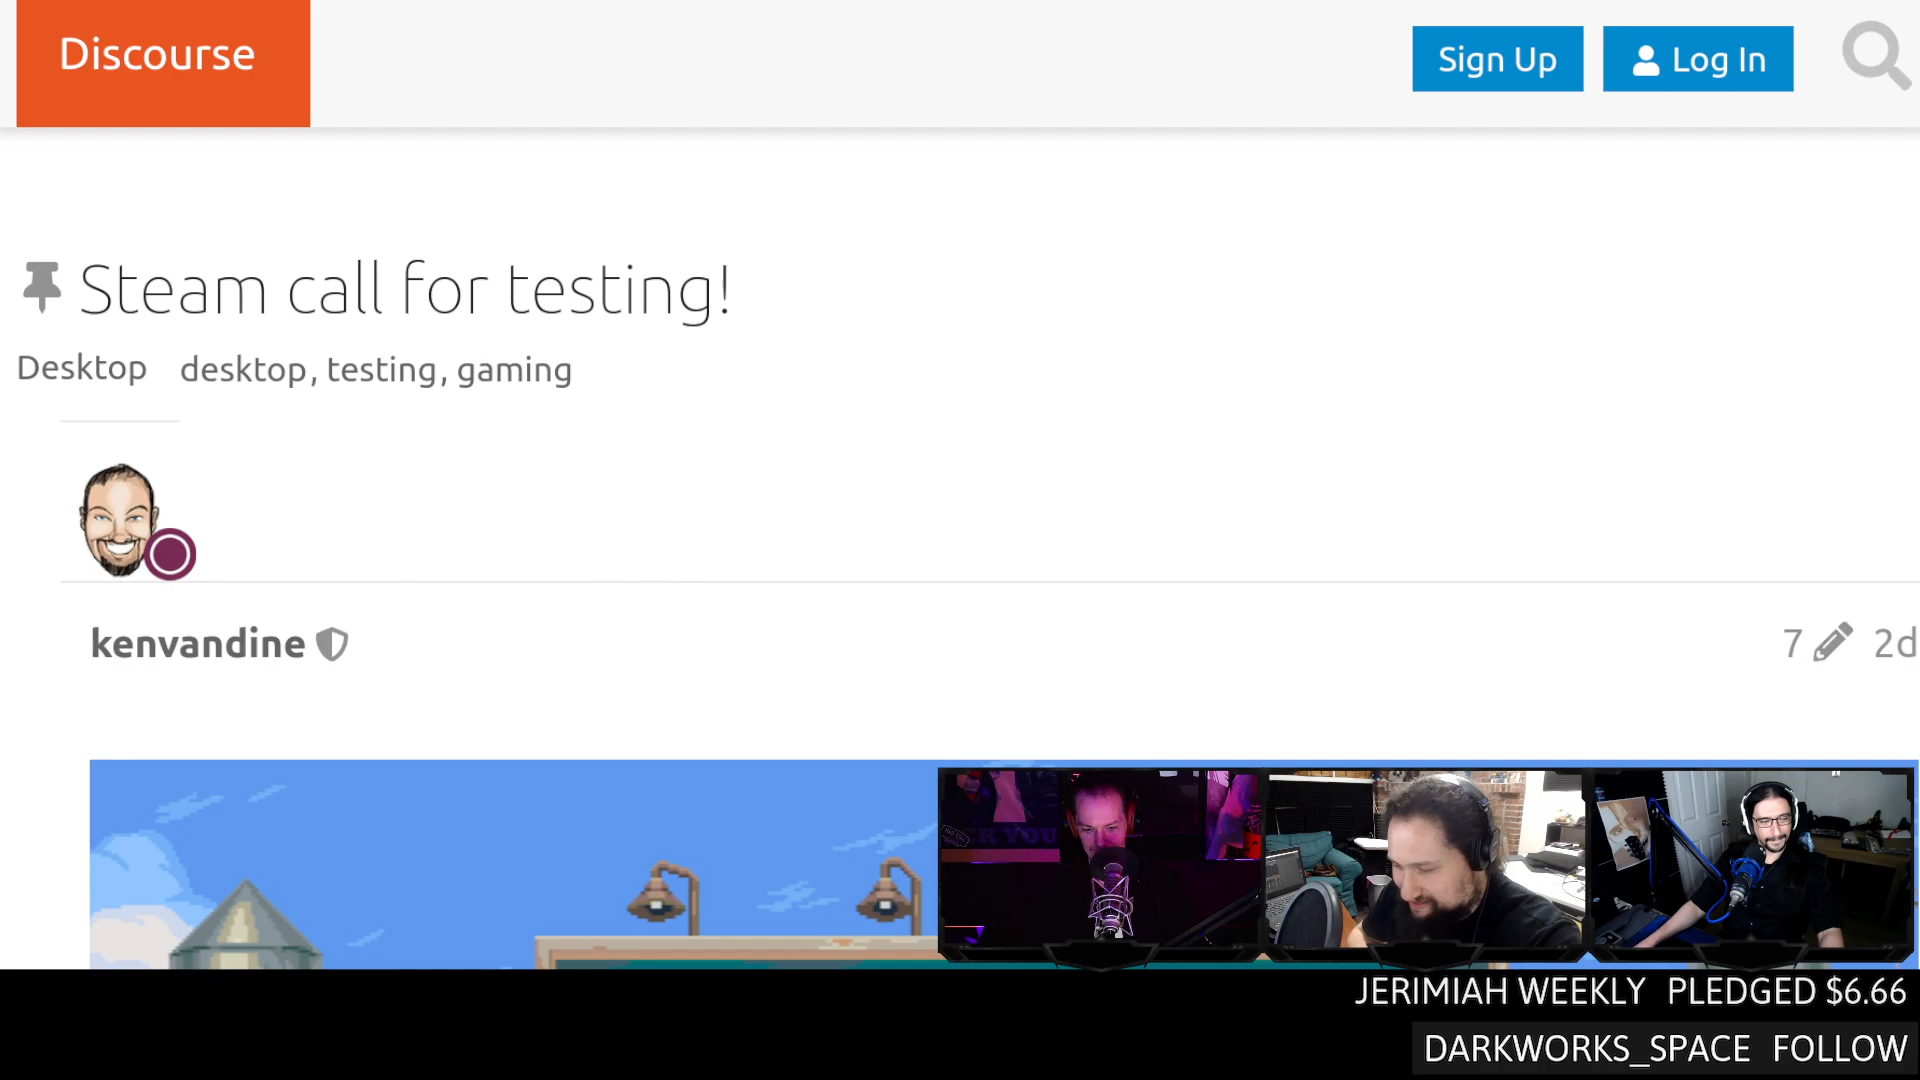 Discourse
Sign Up
Log In
Steam call for testing!
Desktop desktop, testing, gaming
kenvandine
7 2d
JERIMIAH WEEKLY PLEDGED $6.66
DARKWORKS_SPACE FOLLOW